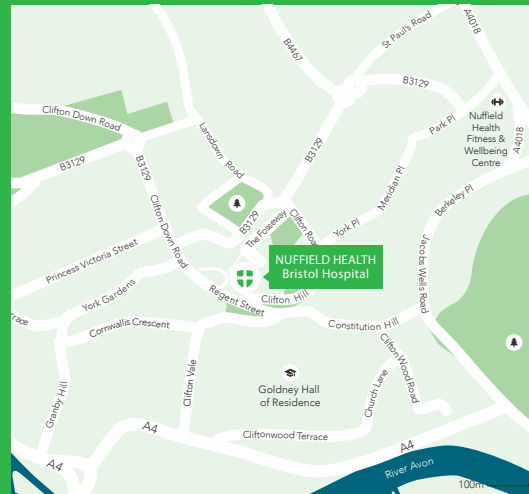 St Paul's Road
A4018
B4467
B3129
Nuffield
Health
Fitness &
Wellbeing
Centre
A4018
Clifton Down Road
Lansdown Road
B3129
Park Pl
B3129
B3129
Meridian Pl
Berkeley Pl
Clifton Down Road
B3129
The Fosseway
Clifton Road
York Pl
Princess Victoria Street
NUFFIELD HEALTH
Bristol Hospital
Jacobs Wells Road
York Gardens
Regent Street
Clifton Hill
race
Cornwallis Crescent
Constitution Hill
Clifton Vale
Clifton Wood Road
Goldney Hall
of Residence
Church Lane
Granby Hill
A4
Cliftonwood Terrace
A4
A4
River Avon
100m